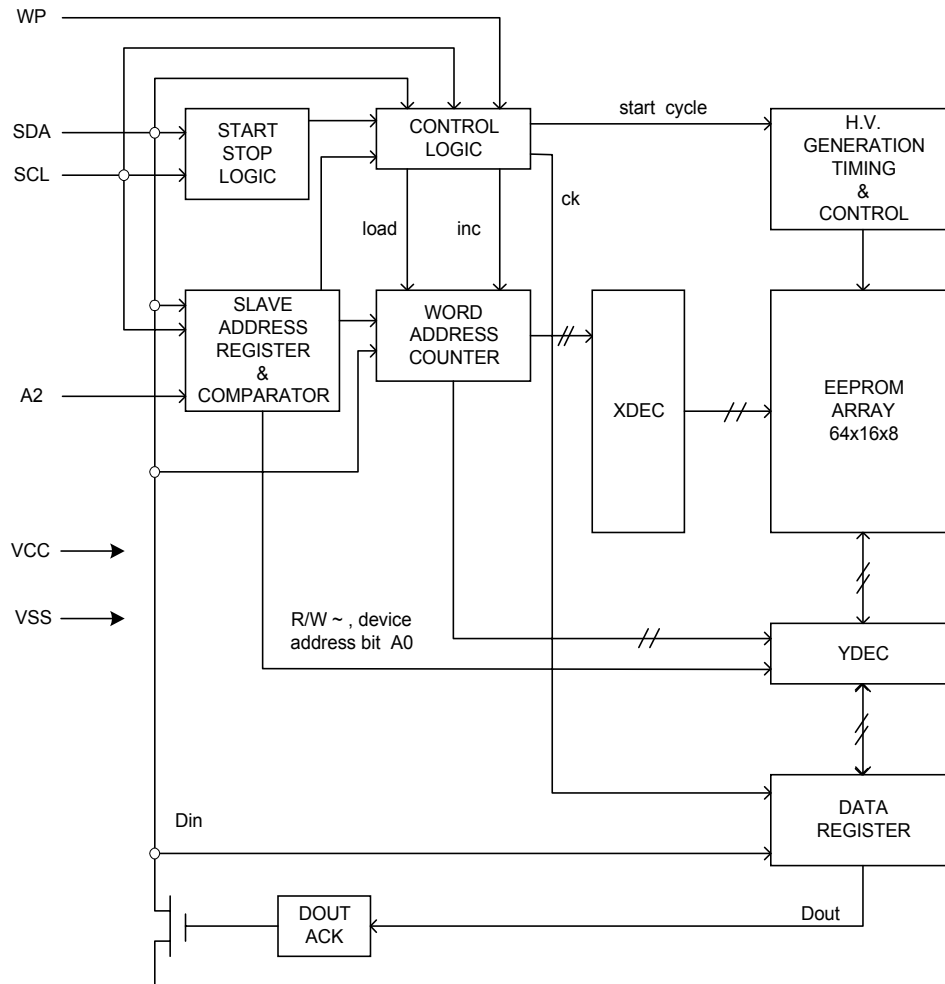 WP
SDA
SCL
START
STOP
LOGIC
CONTROL
LOGIC
start cycle
H.V.
GENERATION
TIMING
&
CONTROL
load
inc
ck
A2
SLAVE
ADDRESS
REGISTER
&
COMPARATOR
WORD
ADDRESS
COUNTER
XDEC
EEPROM
ARRAY
64x16x8
VCC
VSS
R/W ~ , device
address bit A0
YDEC
Din
DATA
REGISTER
DOUT
ACK
Dout